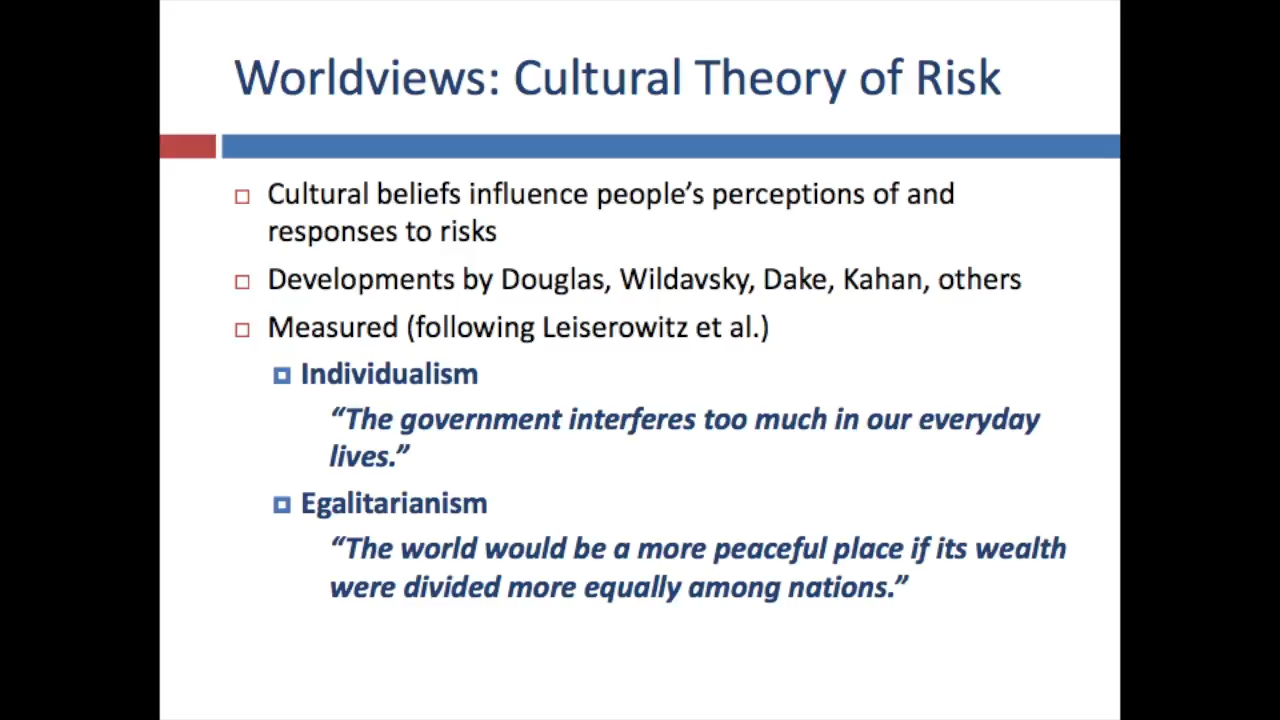 Worldviews: Cultural Theory of Risk
Cultural beliefs influence people’s perceptions of and
responses to risks
Developments by Douglas, Wildavsky, Dake, Kahan, others
Measured (following Leiserowitz et al.)
Individualism
“The government interferes too much in our everyday
lives.”
Egalitarianism
“The world would be a more peaceful place if its wealth
were divided more equally among nations.”